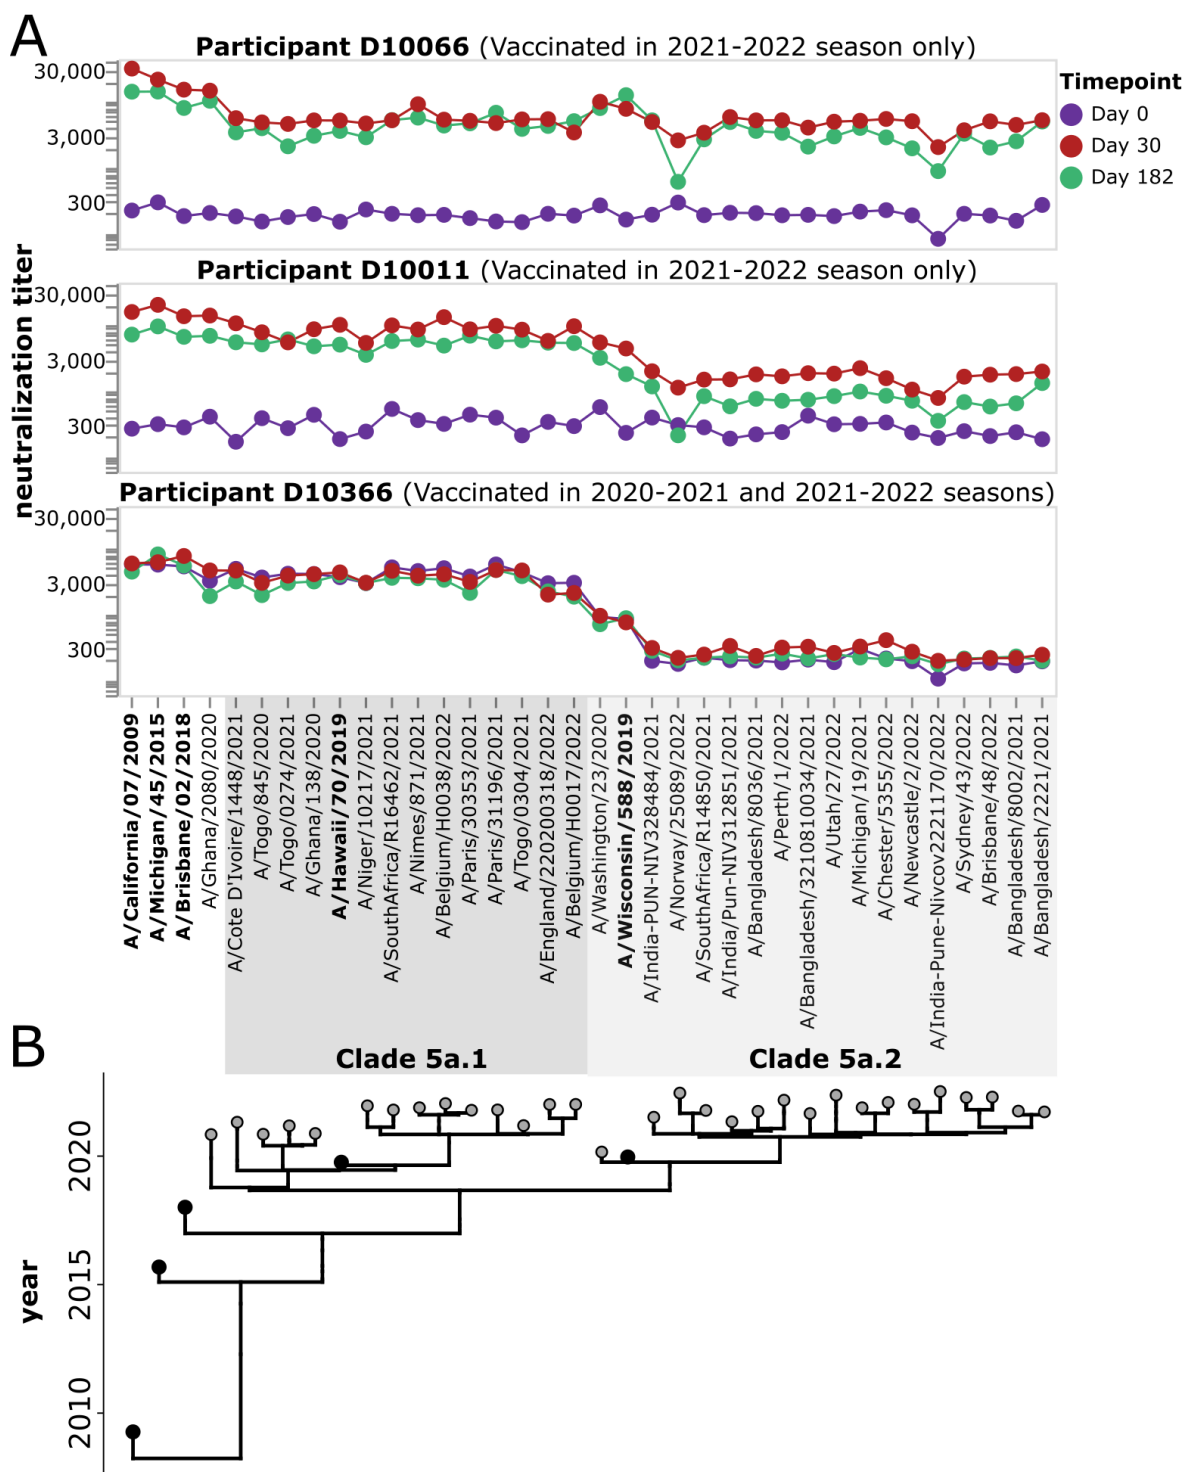 A
Participant D10066 (Vaccinated in 2021-2022 season only)
30,000
3,000
300
Timepoint
Day 0
Day 30
Day 182
neutralization titer
Participant D10011 (Vaccinated in 2021-2022 season only)
30,000
3,000
300
Participant D10366 (Vaccinated in 2020-2021 and 2021-2022 seasons)
30,000
3,000
300
A/California/07/2009
A/Michigan/45/2015
A/Brisbane/02/2018
A/Ghana/2080/2020
A/Cote D'Ivoire/1448/2021
A/Togo/845/2020
A/Togo/0274/2021
A/Ghana/138/2020
A/Hawaii/70/2019
A/Niger/10217/2021
A/SouthAfrica/R16462/2021
A/Nimes/871/2021
A/Belgium/H0038/2022
A/Paris/30353/2021
A/Paris/31196/2021
A/Togo/0304/2021
A/England/220200318/2022
A/Belgium/H0017/2022
A/Washington/23/2020
A/Wisconsin/588/2019
A/India-PUN-NIV328484/2021
A/Norway/25089/2022
A/SouthAfrica/R14850/2021
A/India/Pun-NIV312851/2021
A/Bangladesh/8036/2021
A/Perth/1/2022
A/Bangladesh/3210810034/2021
A/Utah/27/2022
A/Michigan/19/2021
A/Chester/5355/2022
A/Newcastle/2/2022
A/India-Pune-Nivcov2221170/2022
A/Sydney/43/2022
A/Brisbane/48/2022
A/Bangladesh/8002/2021
A/Bangladesh/2221/2021
Clade 5a.1
Clade 5a.2
B
year
2020
2015
2010